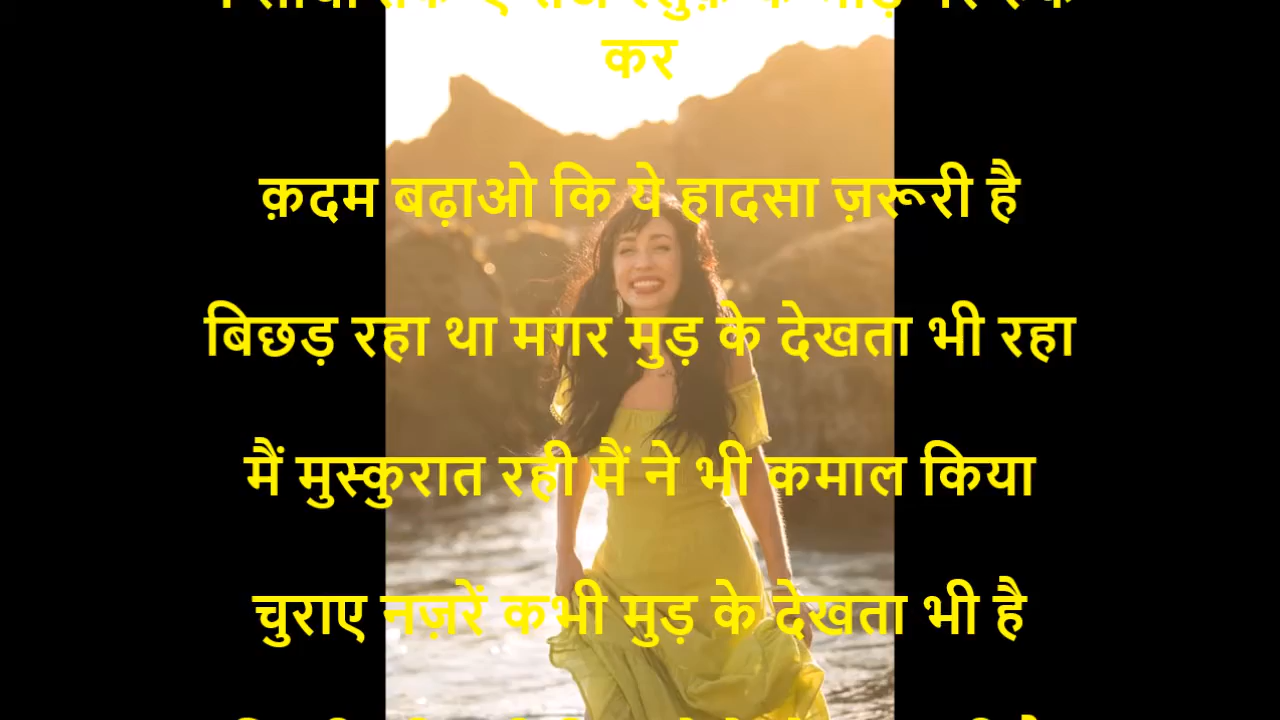 कर
क़दम बढ़ाओ कि ये हादसा ज़रूरी है
बिछड़ रहा था मगर मुड़ के देखता भी रहा
मैं मुस्कुरात रही मैं ने भी कमाल किया
चुराए नज़रें कभी मुड़ के देखता भी है